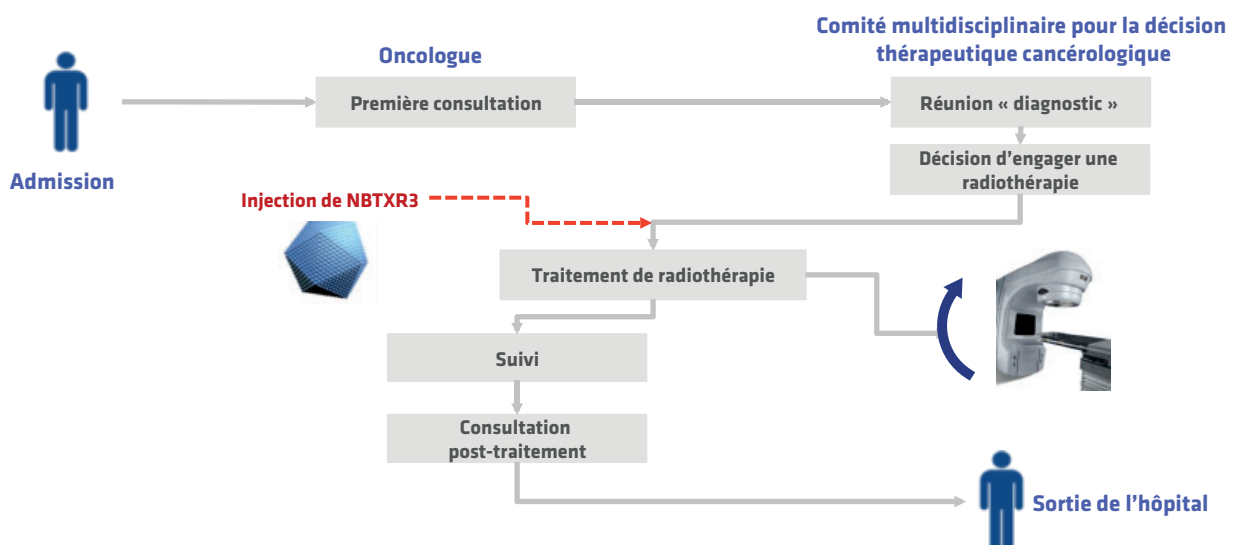 Comité multidisciplinaire pour la décision
thérapeutique cancérologique
Oncologue
Première consultation
Réunion « diagnostic »
Décision d'engager une
radiothérapie
Admission
Injection de NBTXR3
Traitement de radiothérapie
Suivi
Consultation
post-traitement
Sortie de l'hôpital